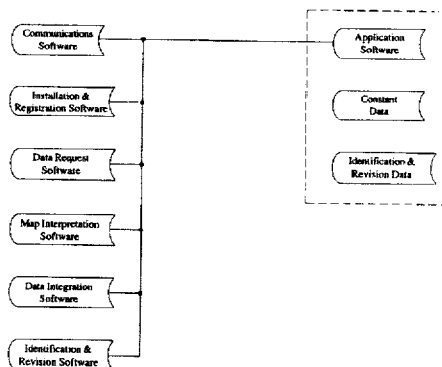 Communications
Software
Installation &
Registration Software
Data Request
Software
Map Interpretation
Software
Data Integration
Software
Identification &
Revision Software
Application
Software
Constant
Data
Identification &
Revision Data